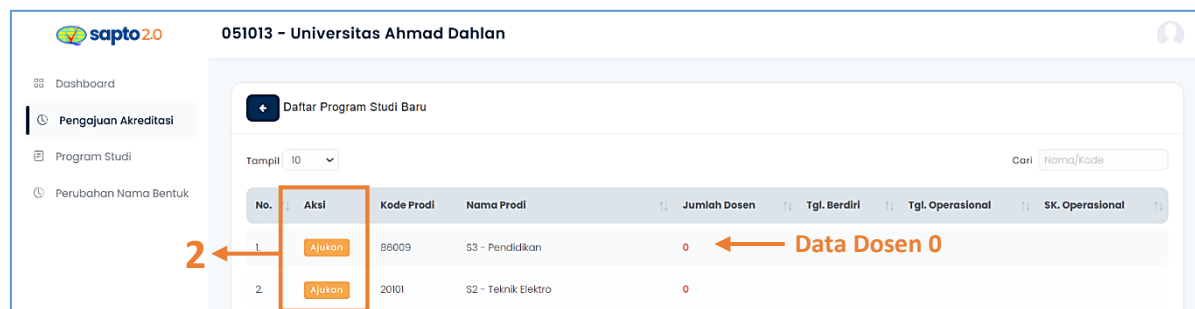 sapto 2.0
051013 - Universitas Ahmad Dahlan
Dashboard
Pengajuan Akreditasi
Program Studi
Perubahan Nama Bentuk
Daftar Program Studi Baru
Tampil 10
Cari Nama/Kode
No. Aksi Kode Prodi Nama Prodi Jumlah Dosen Tgl. Berdiri Tgl. Operasional SK. Operasional
1. Ajukan 86009 S3 - Pendidikan 0 Data Dosen 0
2
2. Ajukan 20101 S2 - Teknik Elektro 0